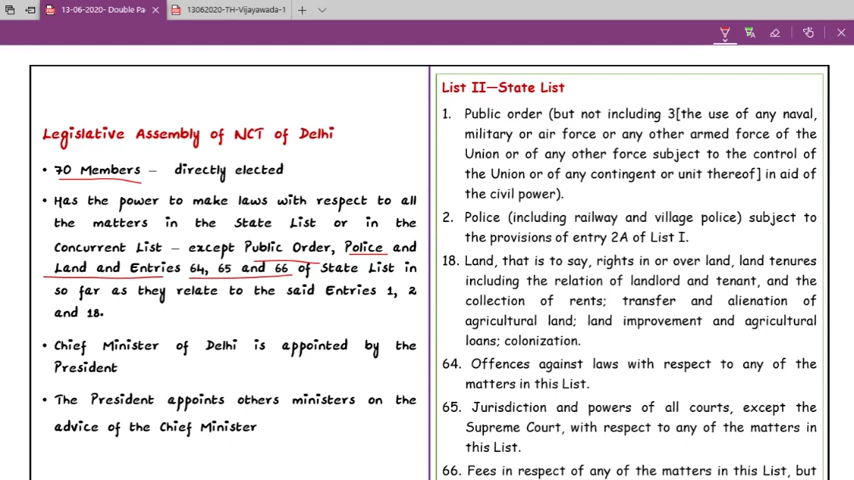 13-06-2020- Double Pa
13062020-TH-Vijayawada-1
Legislative Assembly of NCT of Delhi
• 70 Members – directly elected
• Has the power to make laws with respect to all
the matters in the State List or in the
Concurrent List – except Public Order, Police and
Land and Entries 64, 65 and 66 of State List in
so far as they relate to the said Entries 1, 2
and 18.
• Chief Minister of Delhi is appointed by the
President
• The President appoints others ministers on the
advice of the Chief Minister
List II—State List
1. Public order (but not including 3[the use of any naval,
military or air force or any other armed force of the
Union or of any other force subject to the control of
the Union or of any contingent or unit thereof] in aid of
the civil power).
2. Police (including railway and village police) subject to
the provisions of entry 2A of List I.
18. Land, that is to say, rights in or over land, land tenures
including the relation of landlord and tenant, and the
collection of rents; transfer and alienation of
agricultural land; land improvement and agricultural
loans; colonization.
64. Offences against laws with respect to any of the
matters in this List.
65. Jurisdiction and powers of all courts, except the
Supreme Court, with respect to any of the matters in
this List.
66. Fees in respect of any of the matters in this List, but